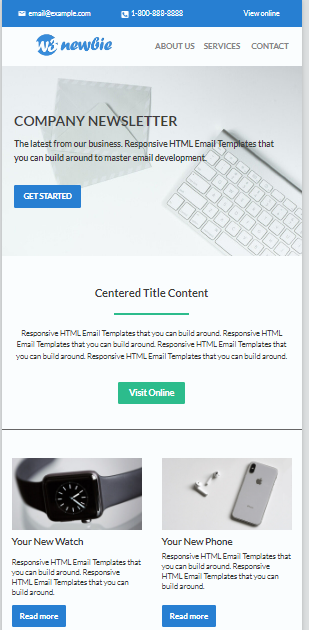 email@example.com 1-800-888-8888 View online
W3 newbie ABOUT US SERVICES CONTACT
COMPANY NEWSLETTER
The latest from our business. Responsive HTML Email Templates that
you can build around to master email development.
GET STARTED
Centered Title Content
Responsive HTML Email Templates that you can build around. Responsive HTML
Email Templates that you can build around. Responsive HTML Email Templates that
you can build around. Responsive HTML Email Templates that you can build around.
Visit Online
Your New Watch
Responsive HTML Email Templates that
you can build around. Responsive
HTML Email Templates that you can
build around.
Read more
Your New Phone
Responsive HTML Email Templates that
you can build around. Responsive
HTML Email Templates that you can
build around.
Read more